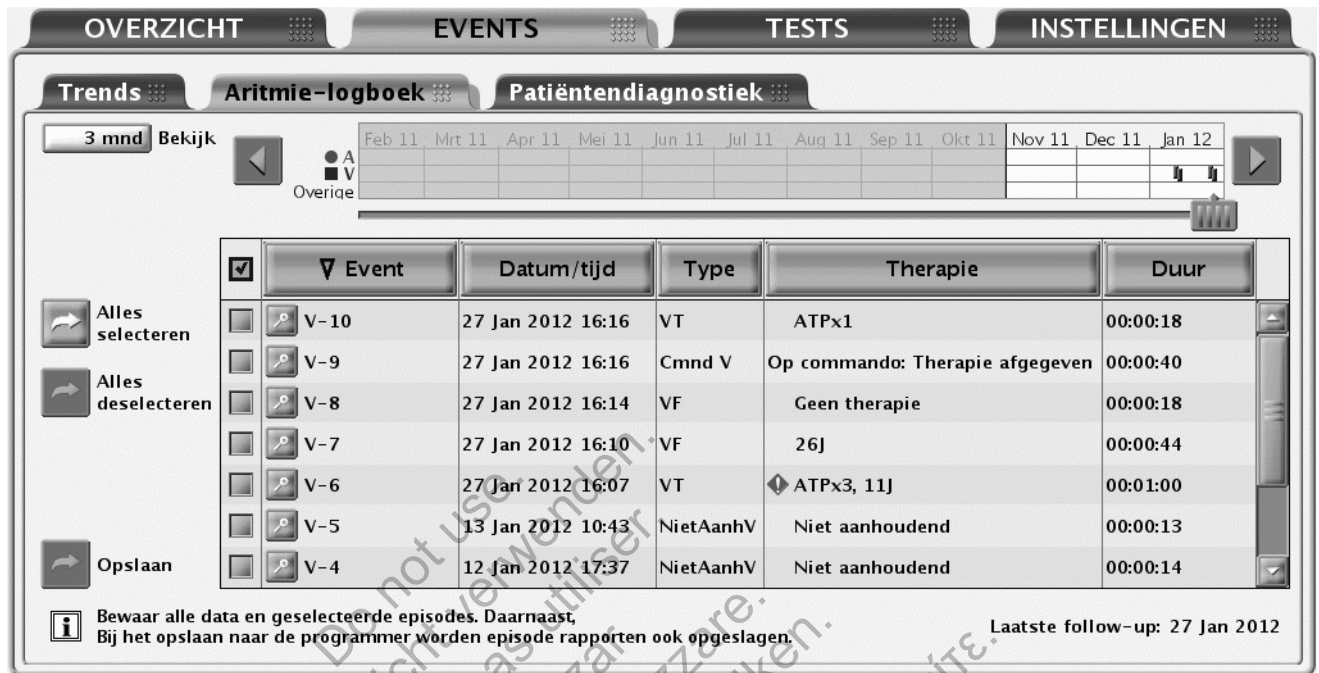 OVERZICHT EVENTS TESTS INSTELLINGEN
Trends Aritmie-logboek Patiëntendiagnostiek
3 mnd Bekijk
Feb 11 Mrt 11 Apr 11 Mei 11 Jun 11 Jul 11 Aug 11 Sep 11 Okt 11 Nov 11 Dec 11 Jan 12
A
V
Overige
Event Datum/tijd Type Therapie Duur
Alles selecteren
Alles deselecteren
Opslaan
V-10 27 Jan 2012 16:16 VT ATPx1 00:00:18
V-9 27 Jan 2012 16:16 Cmnd V Op commando: Therapie afgegeven 00:00:40
V-8 27 Jan 2012 16:14 VF Geen therapie 00:00:18
V-7 27 Jan 2012 16:10 VF 26J 00:00:44
V-6 27 Jan 2012 16:07 VT ATPx3, 11J 00:01:00
V-5 13 Jan 2012 10:43 NietAanhV Niet aanhoudend 00:00:13
V-4 12 Jan 2012 17:37 NietAanhV Niet aanhoudend 00:00:14
i Bewaar alle data en geselecteerde episodes. Daarnaast,
Bij het opslaan naar de programmer worden episode rapporten ook opgeslagen.
Laatste follow-up: 27 Jan 2012
Do not use.
verwenden.
utiliser